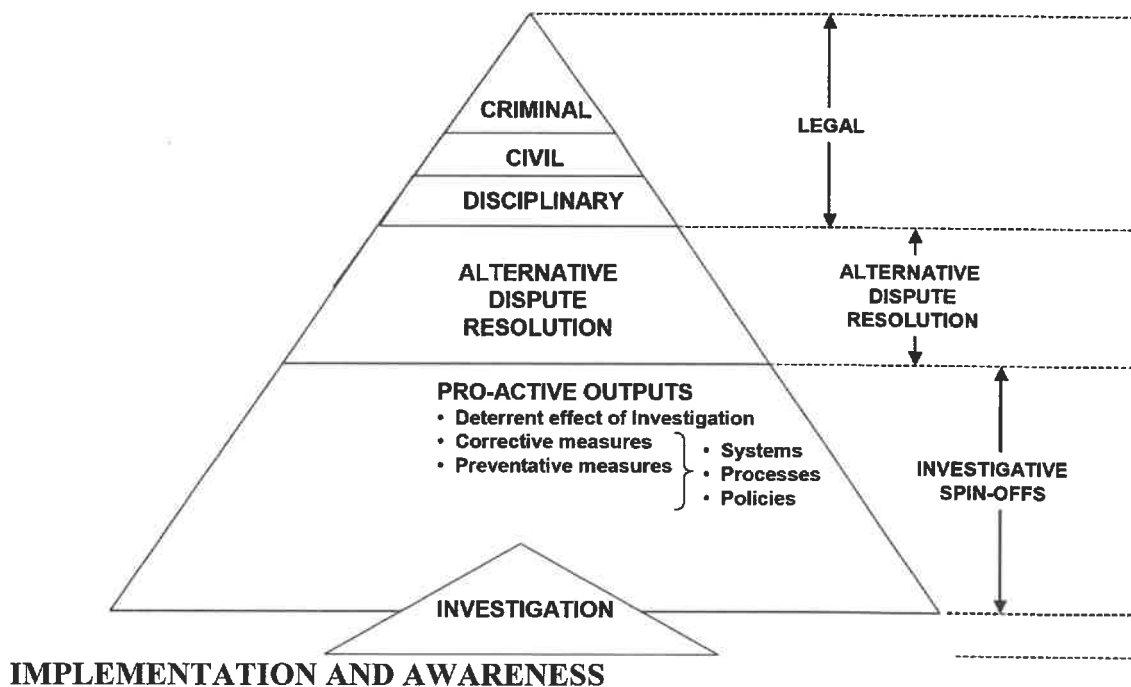 CRIMINAL
CIVIL
DISCIPLINARY
LEGAL
ALTERNATIVE
DISPUTE
RESOLUTION
ALTERNATIVE
DISPUTE
RESOLUTION
PRO-ACTIVE OUTPUTS
• Deterrent effect of Investigation
• Corrective measures
• Preventative measures
• Systems
• Processes
• Policies
INVESTIGATIVE
SPIN-OFFS
INVESTIGATION
IMPLEMENTATION AND AWARENESS